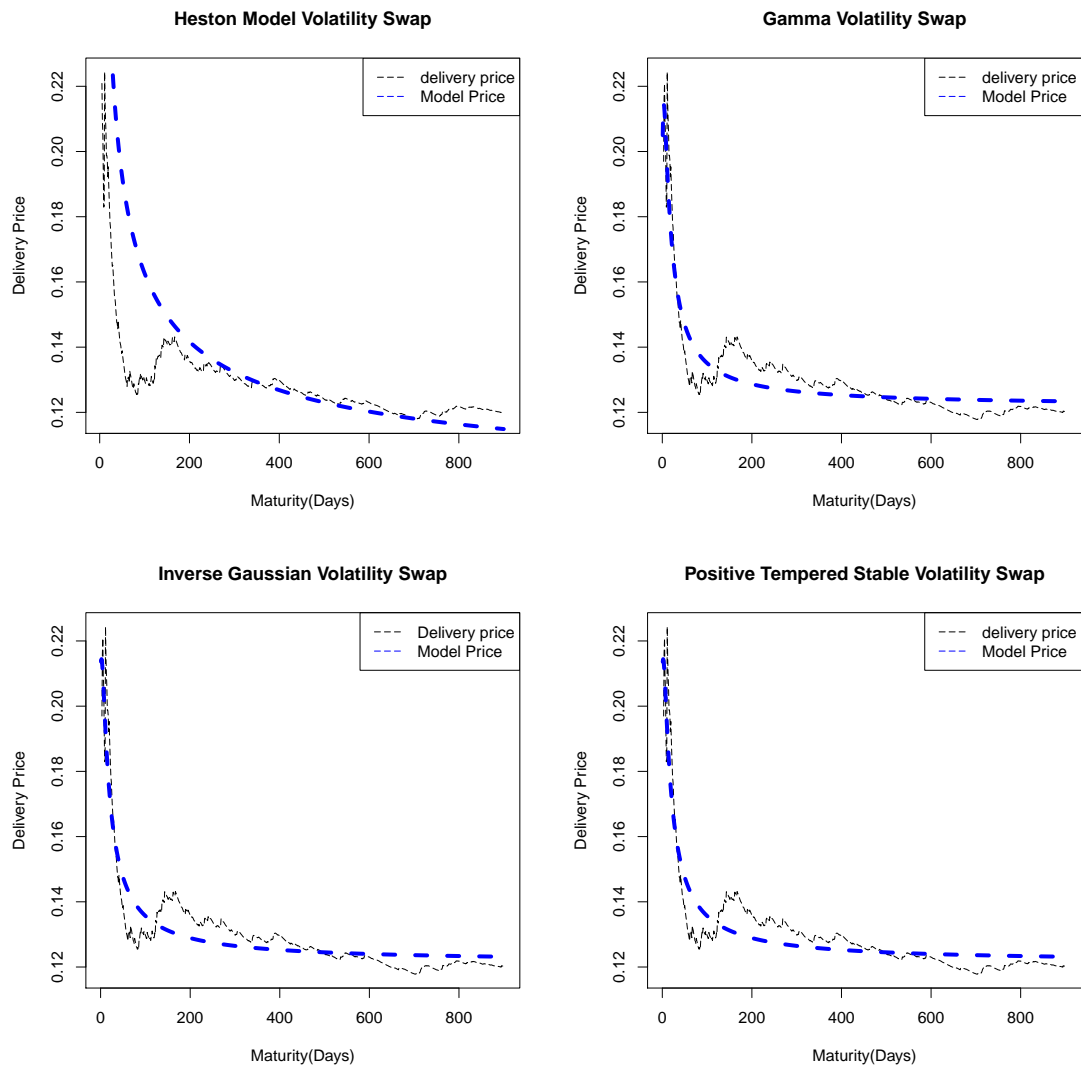 Heston Model Volatility Swap
Delivery Price
0.12 0.14 0.16 0.18 0.20 0.22
delivery price
Model Price
0 200 400 600 800
Maturity(Days)
Gamma Volatility Swap
Delivery Price
0.12 0.14 0.16 0.18 0.20 0.22
delivery price
Model Price
0 200 400 600 800
Maturity(Days)
Inverse Gaussian Volatility Swap
Delivery Price
0.12 0.14 0.16 0.18 0.20 0.22
Delivery price
Model Price
0 200 400 600 800
Maturity(Days)
Positive Tempered Stable Volatility Swap
Delivery Price
0.12 0.14 0.16 0.18 0.20 0.22
delivery price
Model Price
0 200 400 600 800
Maturity(Days)